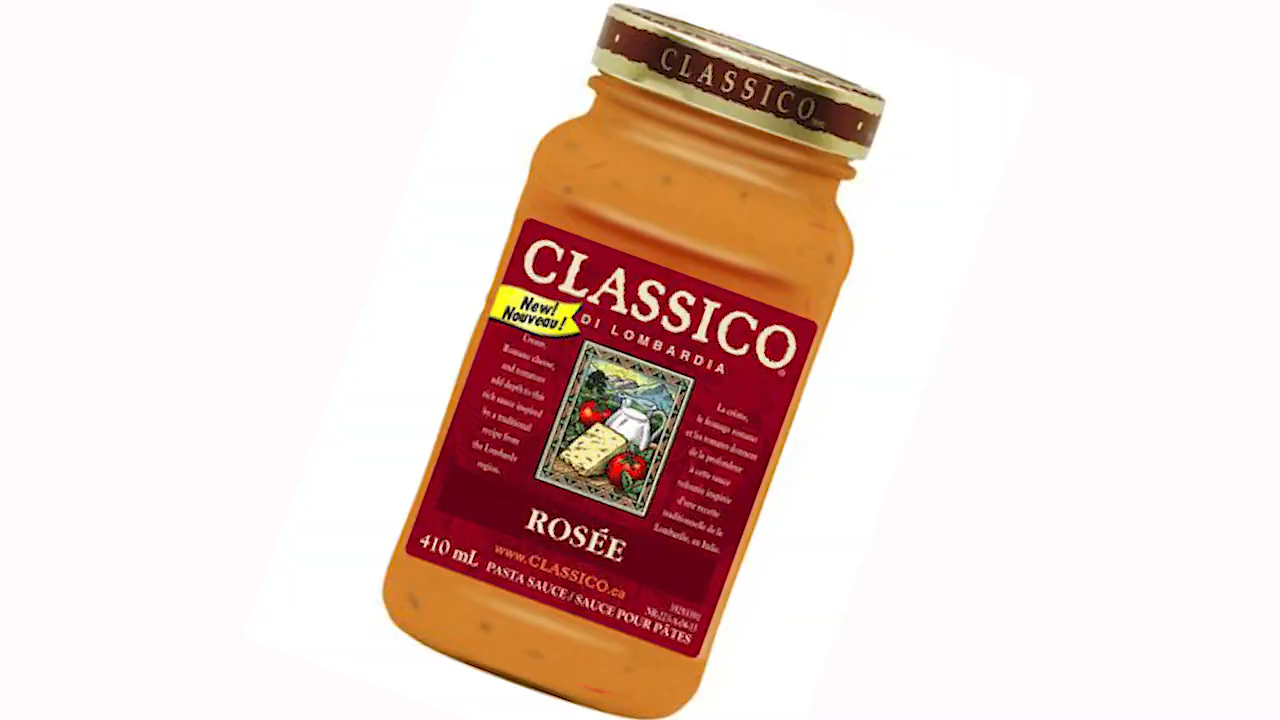 CLASSICO
CLASSICO
DI LOMBARDIA
New!
Nouveau!
Cream,
Romano cheese,
and tomatoes
add depth to this
rich sauce inspired
by a traditional
recipe from
the Lombardy
region.
La crème,
le fromage romano
et les tomates donnent
de la profondeur
à cette sauce
veloutée inspirée
d'une recette
traditionnelle de la
Lombardie, en Italie.
ROSÉE
410 mL
www.CLASSICO.ca
PASTA SAUCE / SAUCE POUR PÂTES